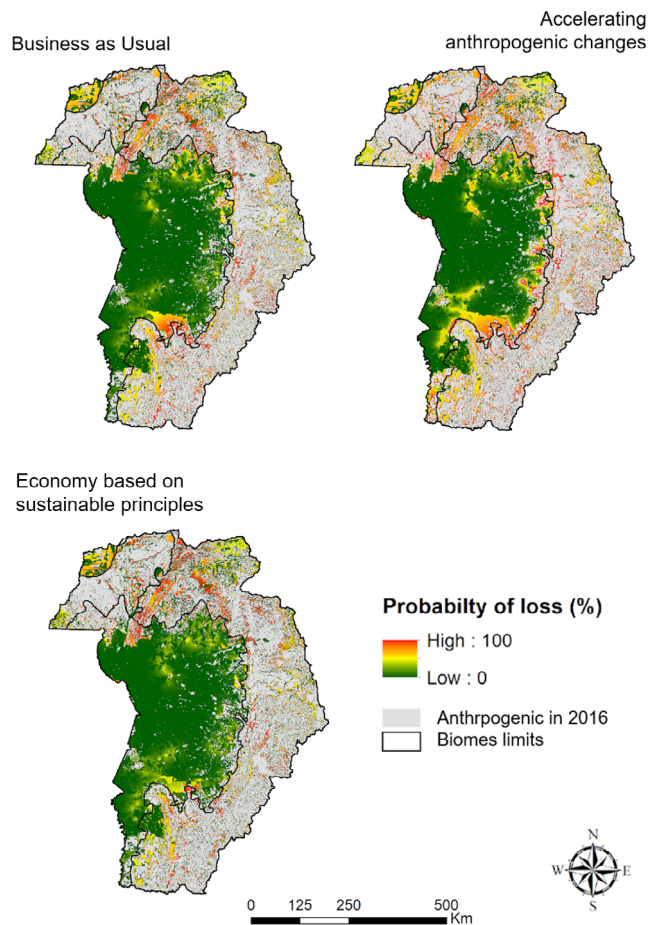 Business as Usual
Accelerating
anthropogenic changes
Economy based on
sustainable principles
Probabilty of loss (%)
High : 100
Low : 0
Anthrpogenic in 2016
Biomes limits
N
W
E
S
0 125 250 500
Km